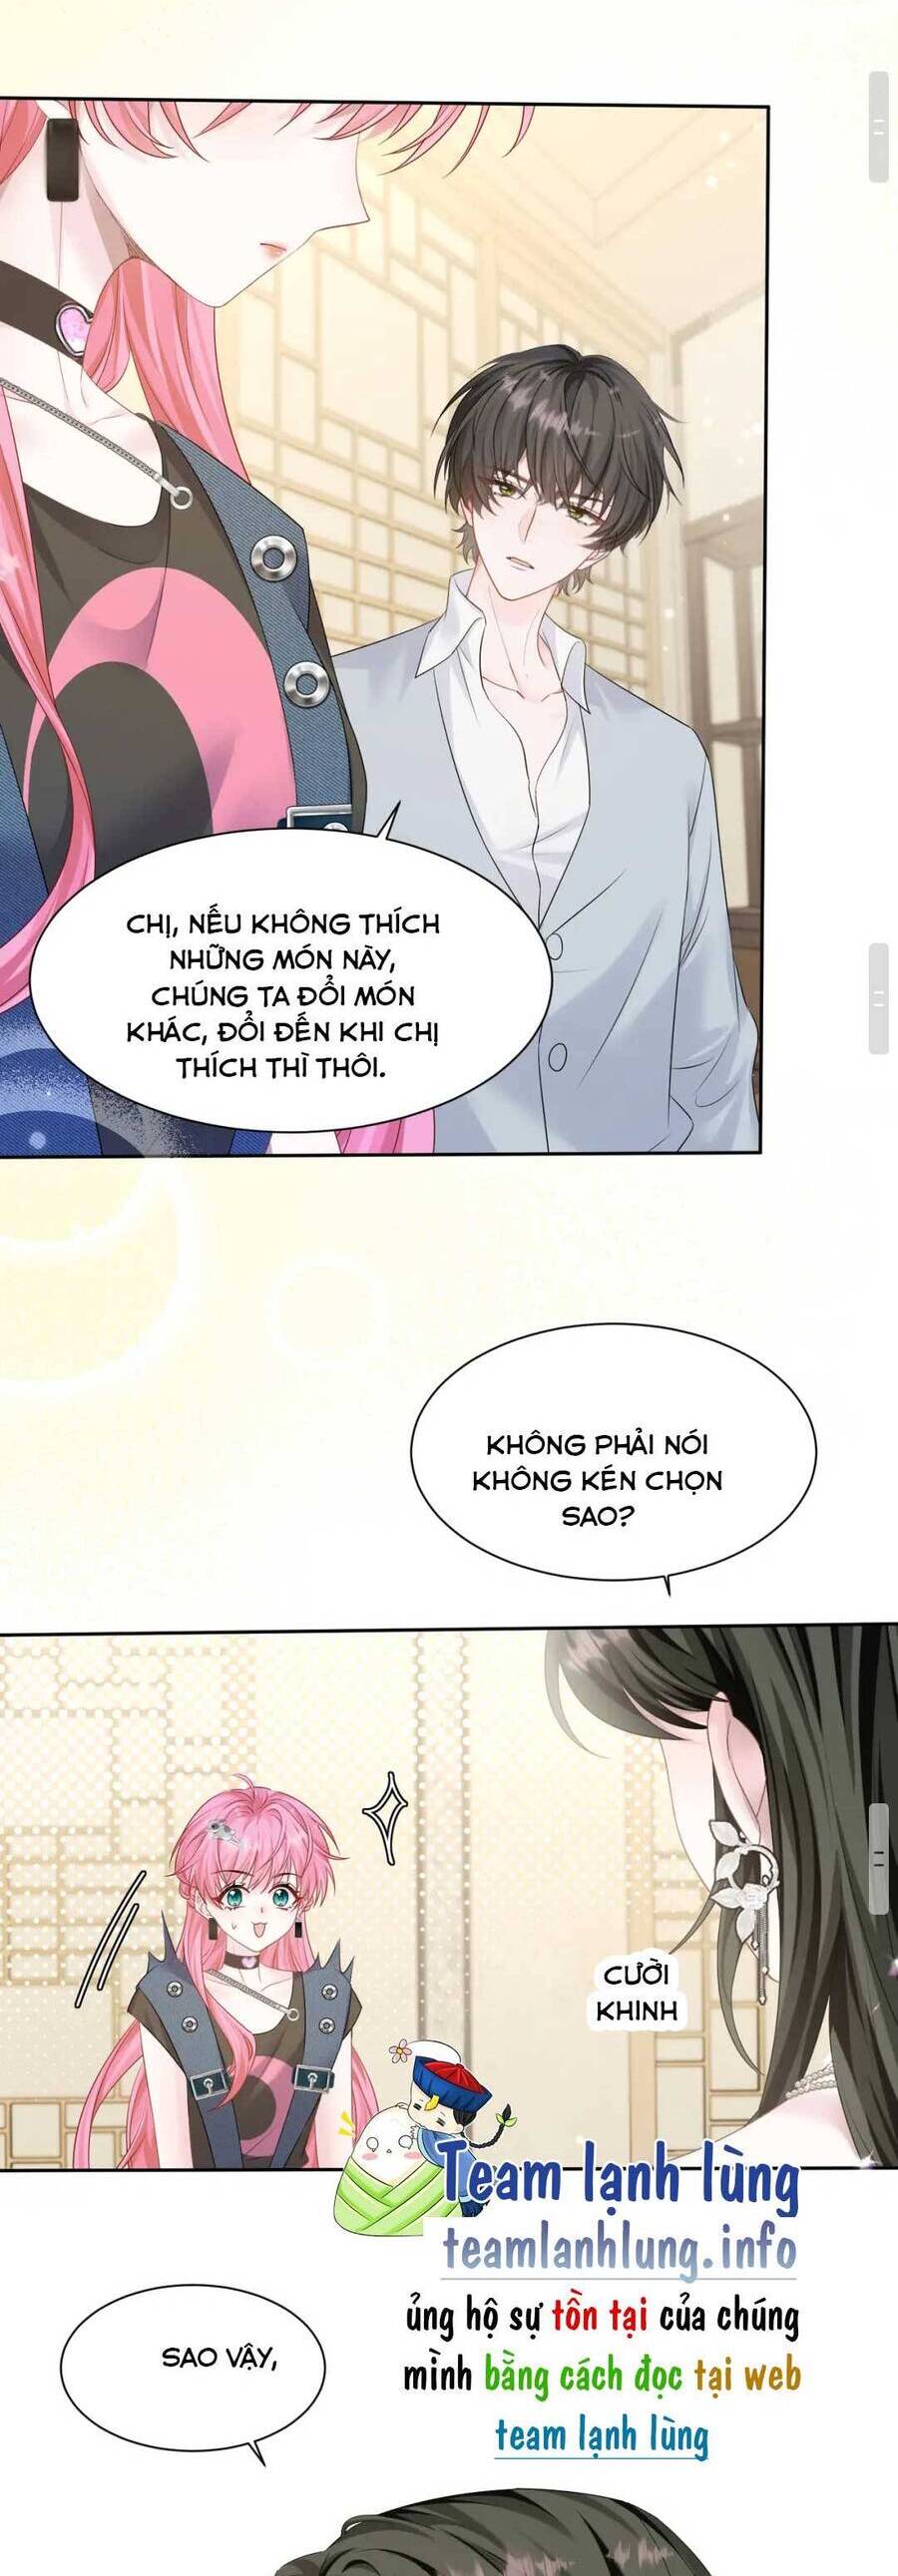 CHỊ, NẾU KHÔNG THÍCH
NHỮNG MÓN NÀY,
CHÚNG TA ĐỔI MÓN
KHÁC, ĐỔI ĐẾN KHI CHỊ
THÍCH THÌ THÔI.
KHÔNG PHẢI NÓI
KHÔNG KÉN CHỌN
SAO?
CƯỜI
KHINH
Team lạnh lùng
teamlanhlung.info
ủng hộ sự tồn tại của chúng
mình bằng cách đọc tại web
team lạnh lùng
SAO VẬY,